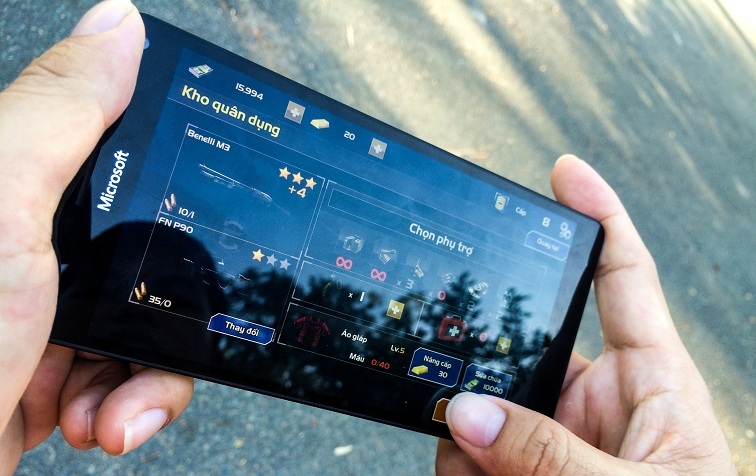 Microsoft
15,994
20
Cấp 8
Kho quân dụng
Quay lại
Benelli M3
+4
10/1
FN P90
35/0
Thay đổi
Chọn phụ trợ
x 3
0
x 1
x 0
Áo giáp
Lv.5
Máu 0/40
Nâng cấp
30
Sửa chữa
10000